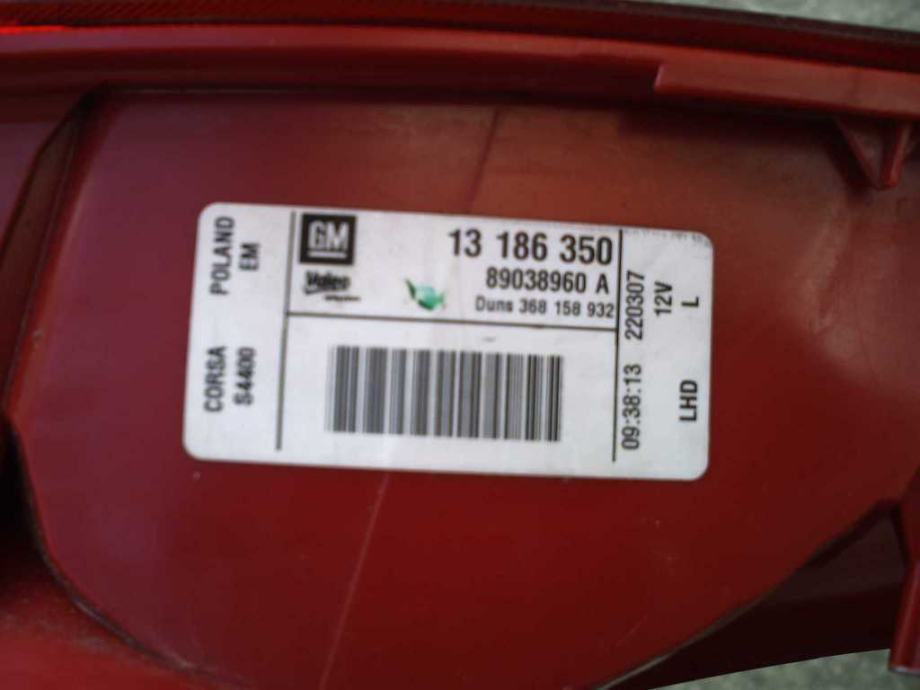 GM
Valeo
13 186 350
89038960 A
Duns 368 158 932
CORSA POLAND
S4400 EM
09:38:13 220307
12V
LHD L